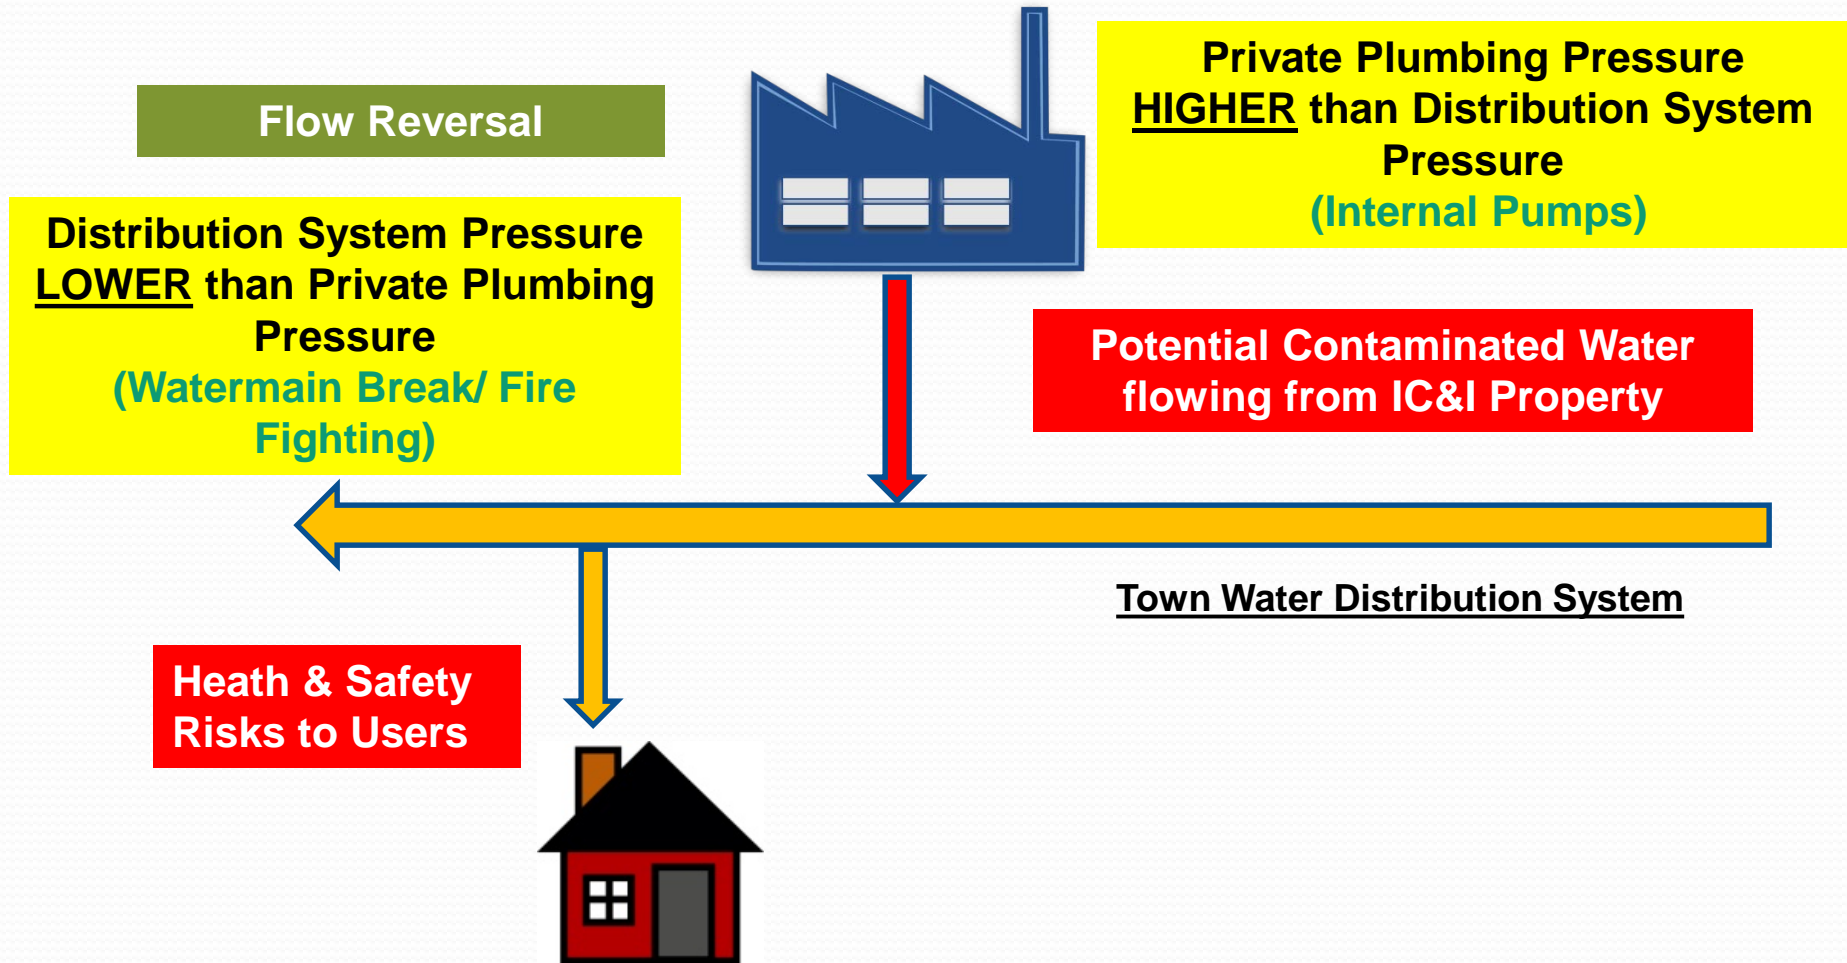 Flow Reversal
Private Plumbing Pressure
HIGHER than Distribution System
Pressure
(Internal Pumps)
Distribution System Pressure
LOWER than Private Plumbing
Pressure
(Watermain Break/ Fire
Fighting)
Potential Contaminated Water
flowing from IC&I Property
Town Water Distribution System
Heath & Safety
Risks to Users